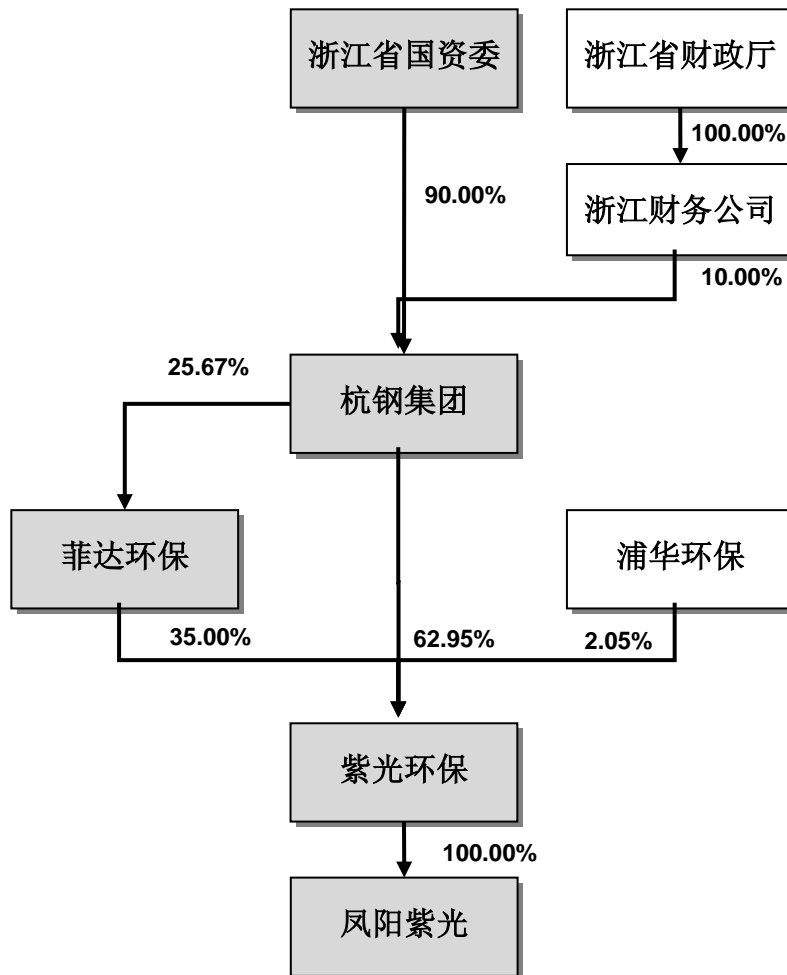 浙江省国资委
浙江省财政厅
100.00%
90.00%
浙江财务公司
10.00%
25.67%
杭钢集团
菲达环保
浦华环保
35.00%
62.95%
2.05%
紫光环保
100.00%
凤阳紫光